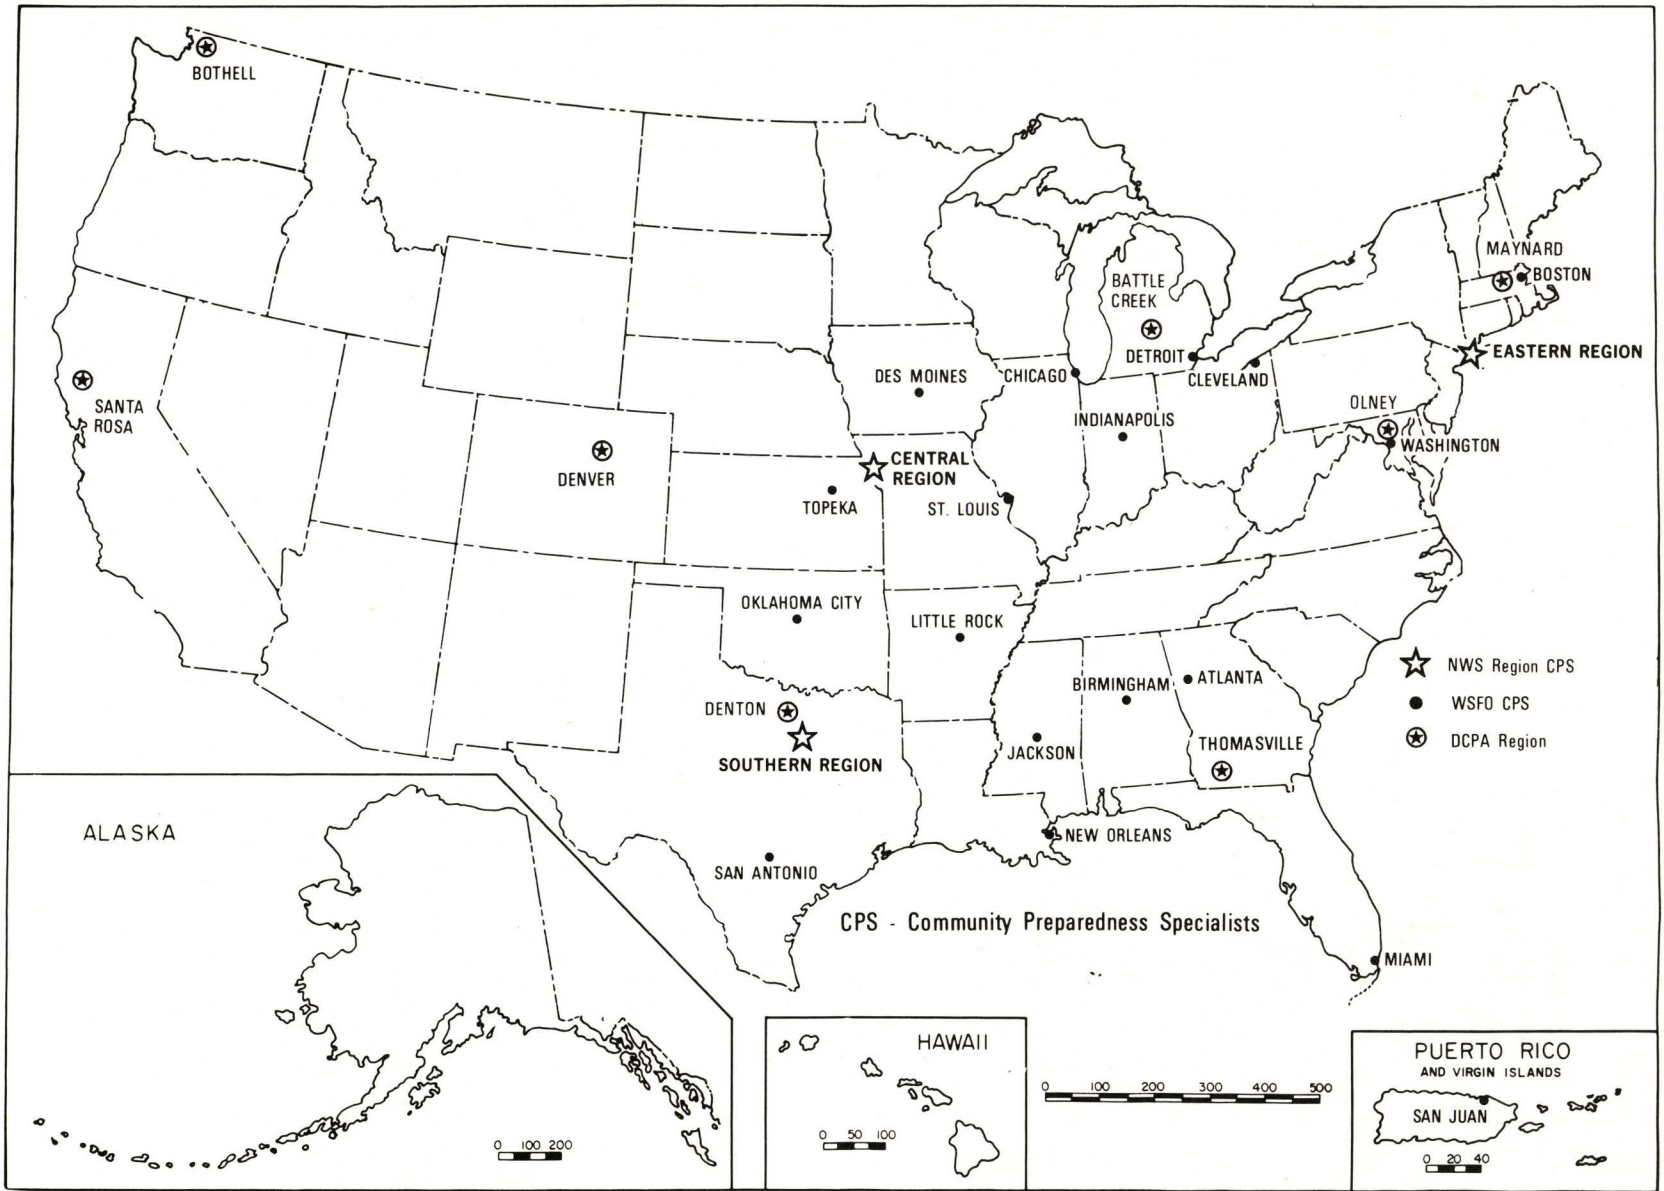 BOTHELL
MAYNARD
BOSTON
BATTLE
CREEK
DETROIT
EASTERN REGION
CLEVELAND
DES MOINES
CHICAGO
SANTA
ROSA
OLNEY
INDIANAPOLIS
WASHINGTON
DENVER
CENTRAL
REGION
TOPEKA
ST. LOUIS
OKLAHOMA CITY
LITTLE ROCK
NWS Region CPS
WSFO CPS
DCPA Region
BIRMINGHAM
ATLANTA
DENTON
JACKSON
THOMASVILLE
SOUTHERN REGION
ALASKA
NEW ORLEANS
SAN ANTONIO
CPS - Community Preparedness Specialists
MIAMI
HAWAII
PUERTO RICO
AND VIRGIN ISLANDS
SAN JUAN
0 100 200 300 400 500
0 50 100
0 100 200
0 20 40